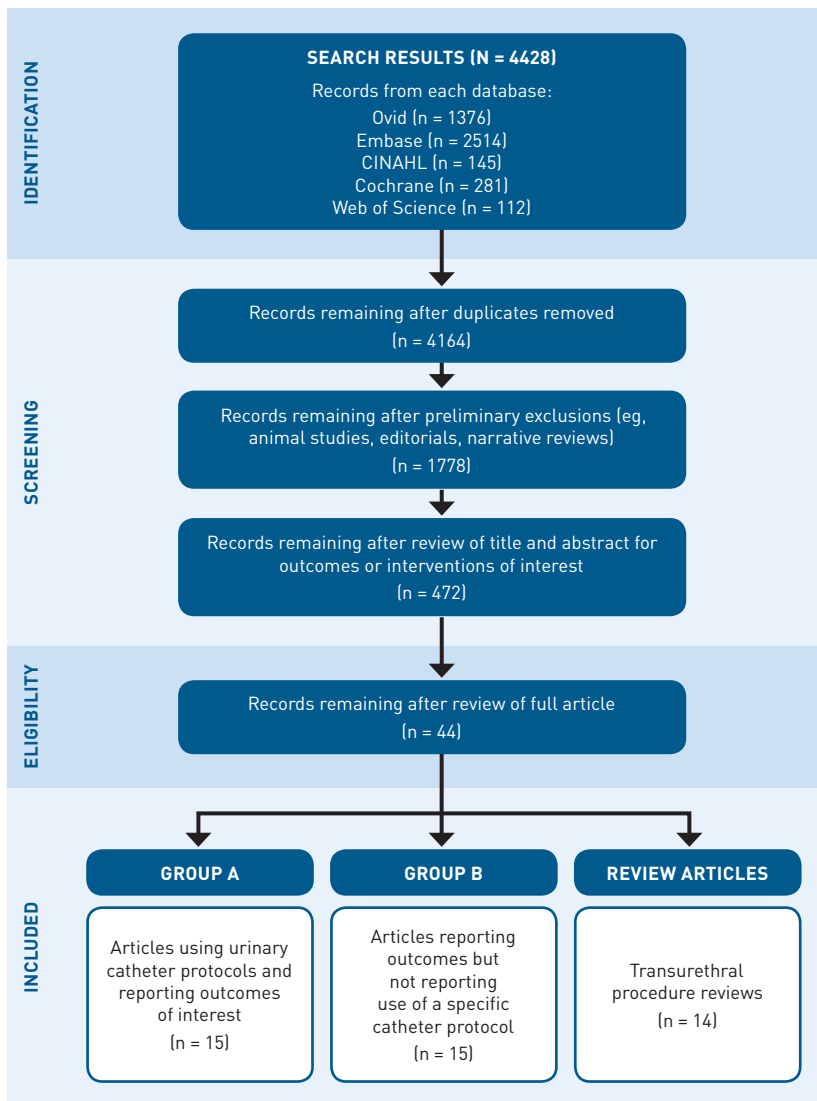 IDENTIFICATION
SEARCH RESULTS (N = 4428)
Records from each database:
Ovid (n = 1376)
Embase (n = 2514)
CINAHL (n = 145)
Cochrane (n = 281)
Web of Science (n = 112)
SCREENING
Records remaining after duplicates removed
(n = 4164)
Records remaining after preliminary exclusions (eg,
animal studies, editorials, narrative reviews)
(n = 1778)
Records remaining after review of title and abstract for
outcomes or interventions of interest
(n = 472)
ELIGIBILITY
Records remaining after review of full article
(n = 44)
INCLUDED
GROUP A
Articles using urinary
catheter protocols and
reporting outcomes
of interest
(n = 15)
GROUP B
Articles reporting
outcomes but
not reporting
use of a specific
catheter protocol
(n = 15)
REVIEW ARTICLES
Transurethral
procedure reviews
(n = 14)